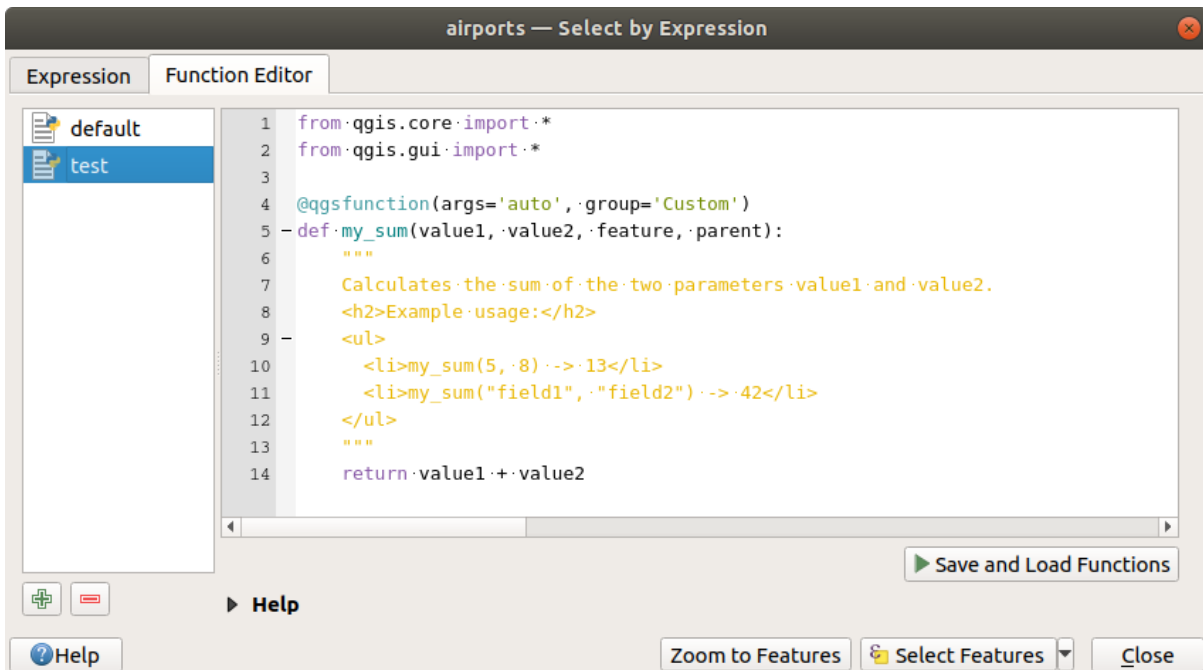 airports — Select by Expression
Expression
Function Editor
default
test
1 from qgis.core import *
2 from qgis.gui import *
3
4 @qgsfunction(args='auto', group='Custom')
5 def my_sum(value1, value2, feature, parent):
6 """
7 Calculates the sum of the two parameters value1 and value2.
8 <h2>Example usage:</h2>
9 <ul>
10 <li>my_sum(5, 8) -> 13</li>
11 <li>my_sum("field1", "field2") -> 42</li>
12 </ul>
13 """
14 return value1 + value2
Save and Load Functions
Help
Help
Zoom to Features
Select Features
Close